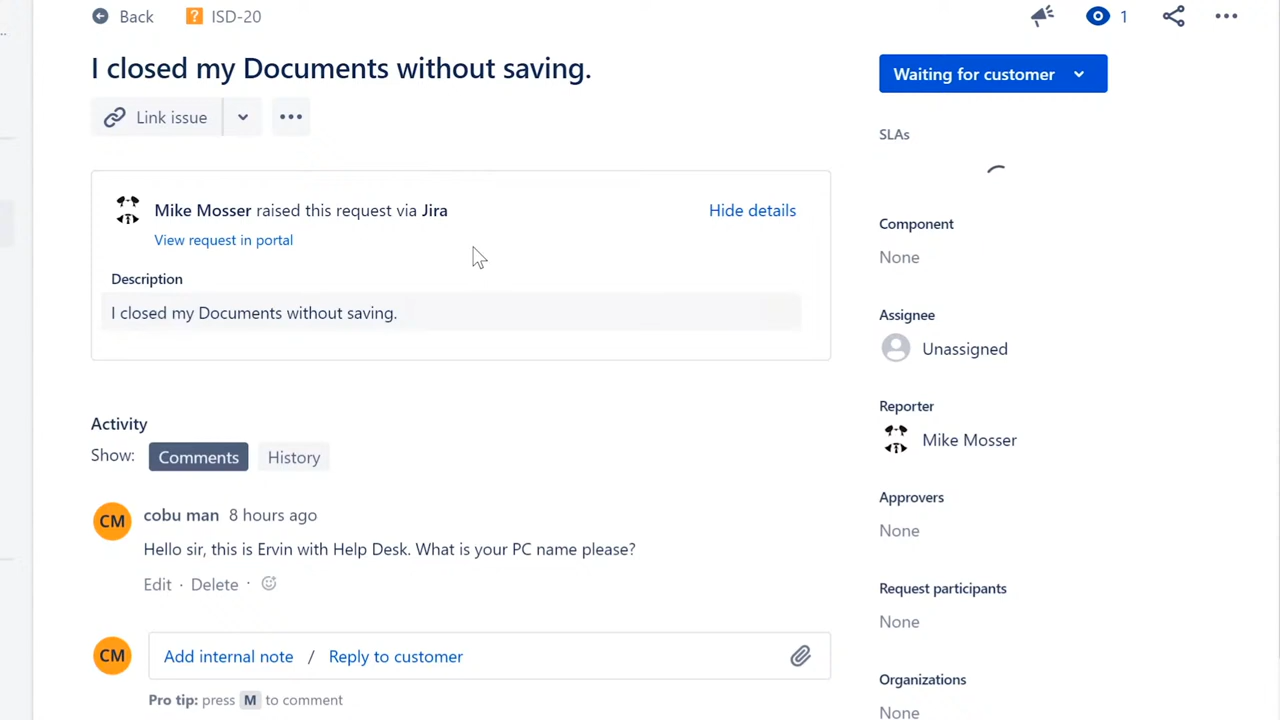 Back
ISD-20
1
I closed my Documents without saving.
Waiting for customer
Link issue
SLAs
Mike Mosser raised this request via Jira
Hide details
View request in portal
Description
I closed my Documents without saving.
Component
None
Assignee
Unassigned
Reporter
Mike Mosser
Approvers
None
Request participants
None
Organizations
None
Activity
Show: Comments History
CM cobu man 8 hours ago
Hello sir, this is Ervin with Help Desk. What is your PC name please?
Edit · Delete ·
CM Add internal note / Reply to customer
Pro tip: press M to comment